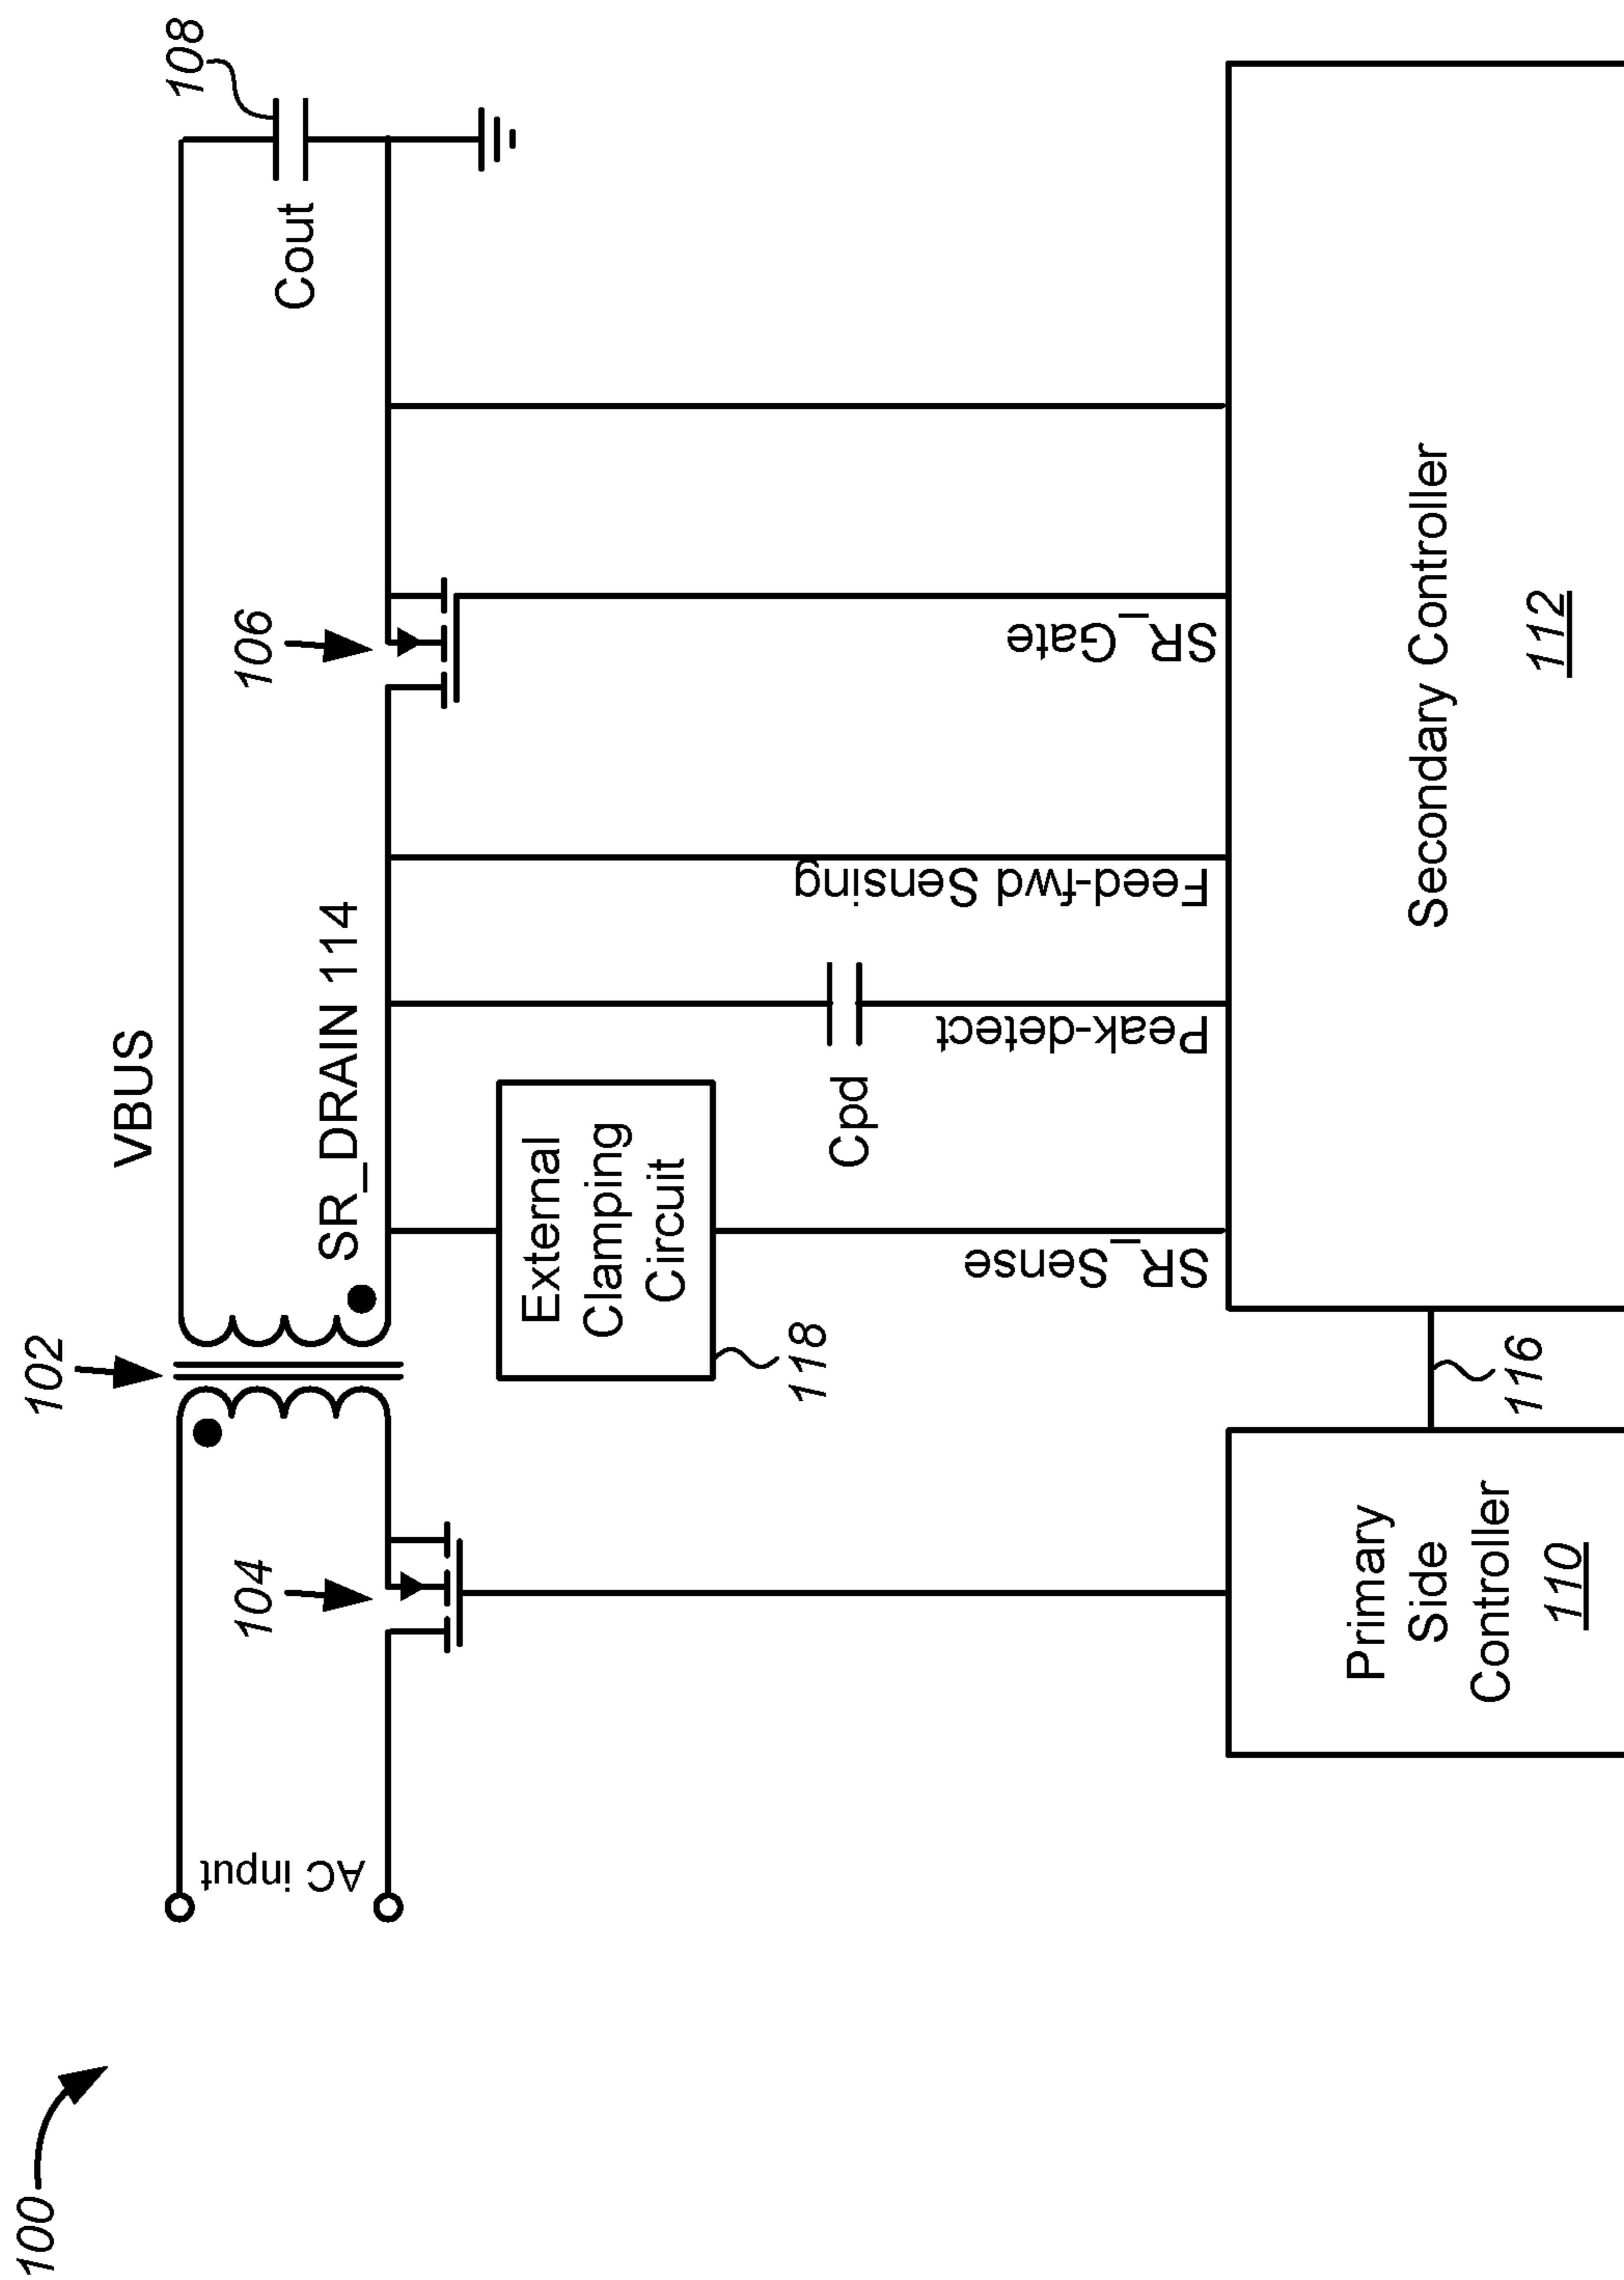 100
102
108
VBUS
AC input
104
SR_DRAIN 114
106
Cout
External
Clamping
Circuit
118
Cpd
SR_Sense
Peak-detect
Feed-fwd Sensing
SR_Gate
Primary
Side
Controller
110
116
Secondary Controller
112